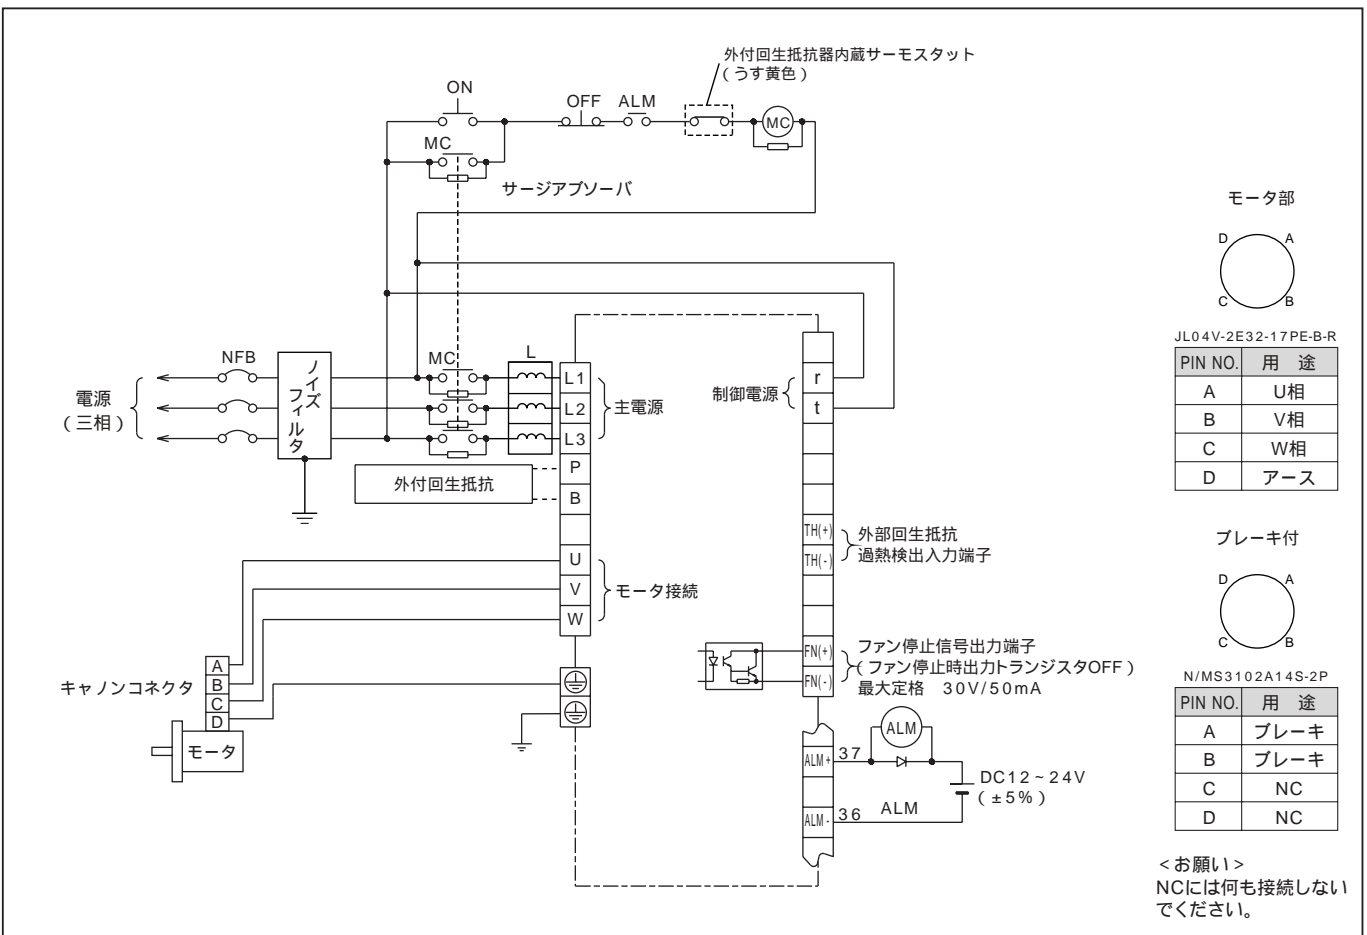 外付回生抵抗器内蔵サーモスタット
(うす黄色)
ON
OFF
ALM
MC
MC
サージアブソーバ
モータ部
D
A
C
B
JL04V-2E32-17PE-B-R
PIN NO. 用 途
A U相
B V相
C W相
D アース
NFB
ノイズ
フィルタ
MC
L
電源
(三相)
L1
L2
L3
主電源
制御電源
r
t
外付回生抵抗
P
B
TH(+)
TH(-)
外部回生抵抗
過熱検出入力端子
U
V
W
モータ接続
ブレーキ付
D
A
C
B
N/MS3102A14S-2P
PIN NO. 用 途
A ブレーキ
B ブレーキ
C NC
D NC
FN(+)
FN(-)
ファン停止信号出力端子
(ファン停止時出力トランジスタOFF)
最大定格 30V/50mA
キャノンコネクタ
A
B
C
D
モータ
ALM
ALM+
37
DC12~24V
(±5%)
ALM-
36
ALM
<お願い>
NCには何も接続しない
でください。